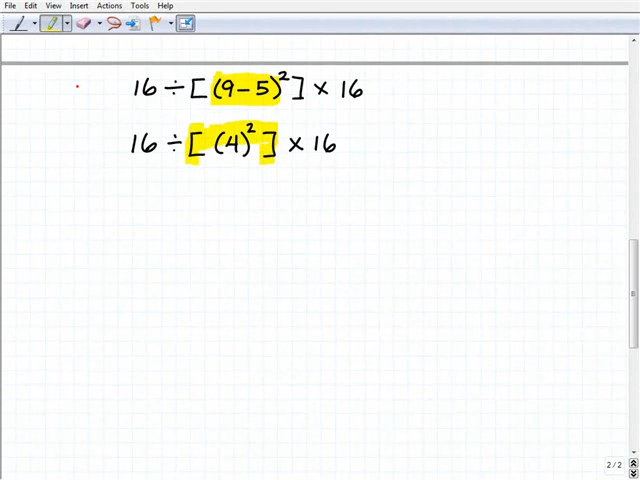 File Edit View Insert Actions Tools Help
16 ÷ [ (9 − 5)² ] × 16
16 ÷ [ (4)² ] × 16
2 / 2